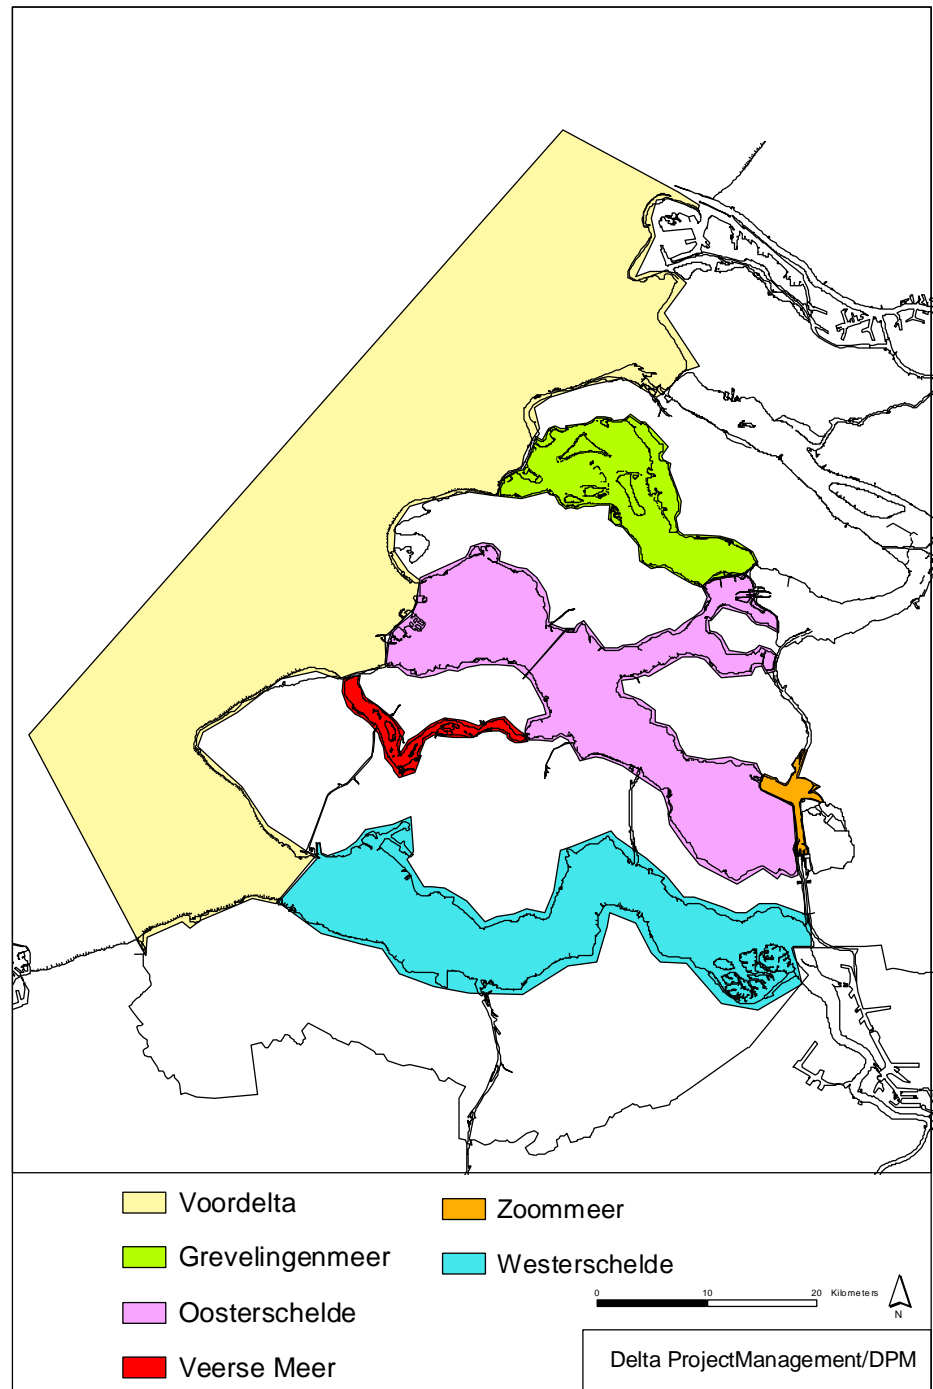 Voordelta
Grevelingenmeer
Oosterschelde
Veerse Meer
Zoommeer
Westerschelde
0 10 20 Kilometers
N
Delta ProjectManagement/DPM